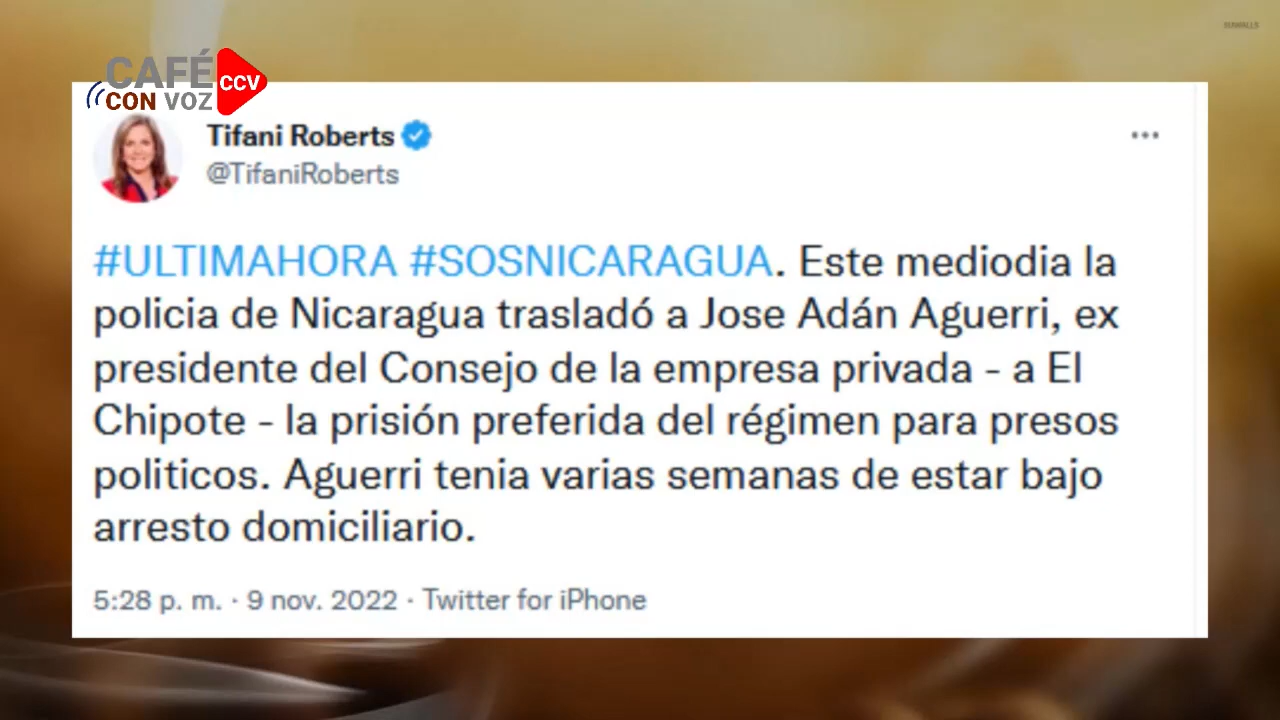 CAFÉ
CON VOZ
CCV
Tifani Roberts
@TifaniRoberts
#ULTIMAHORA #SOSNICARAGUA. Este mediodia la
policia de Nicaragua trasladó a Jose Adán Aguerri, ex
presidente del Consejo de la empresa privada - a El
Chipote - la prisión preferida del régimen para presos
politicos. Aguerri tenia varias semanas de estar bajo
arresto domiciliario.
5:28 p. m. · 9 nov. 2022 · Twitter for iPhone